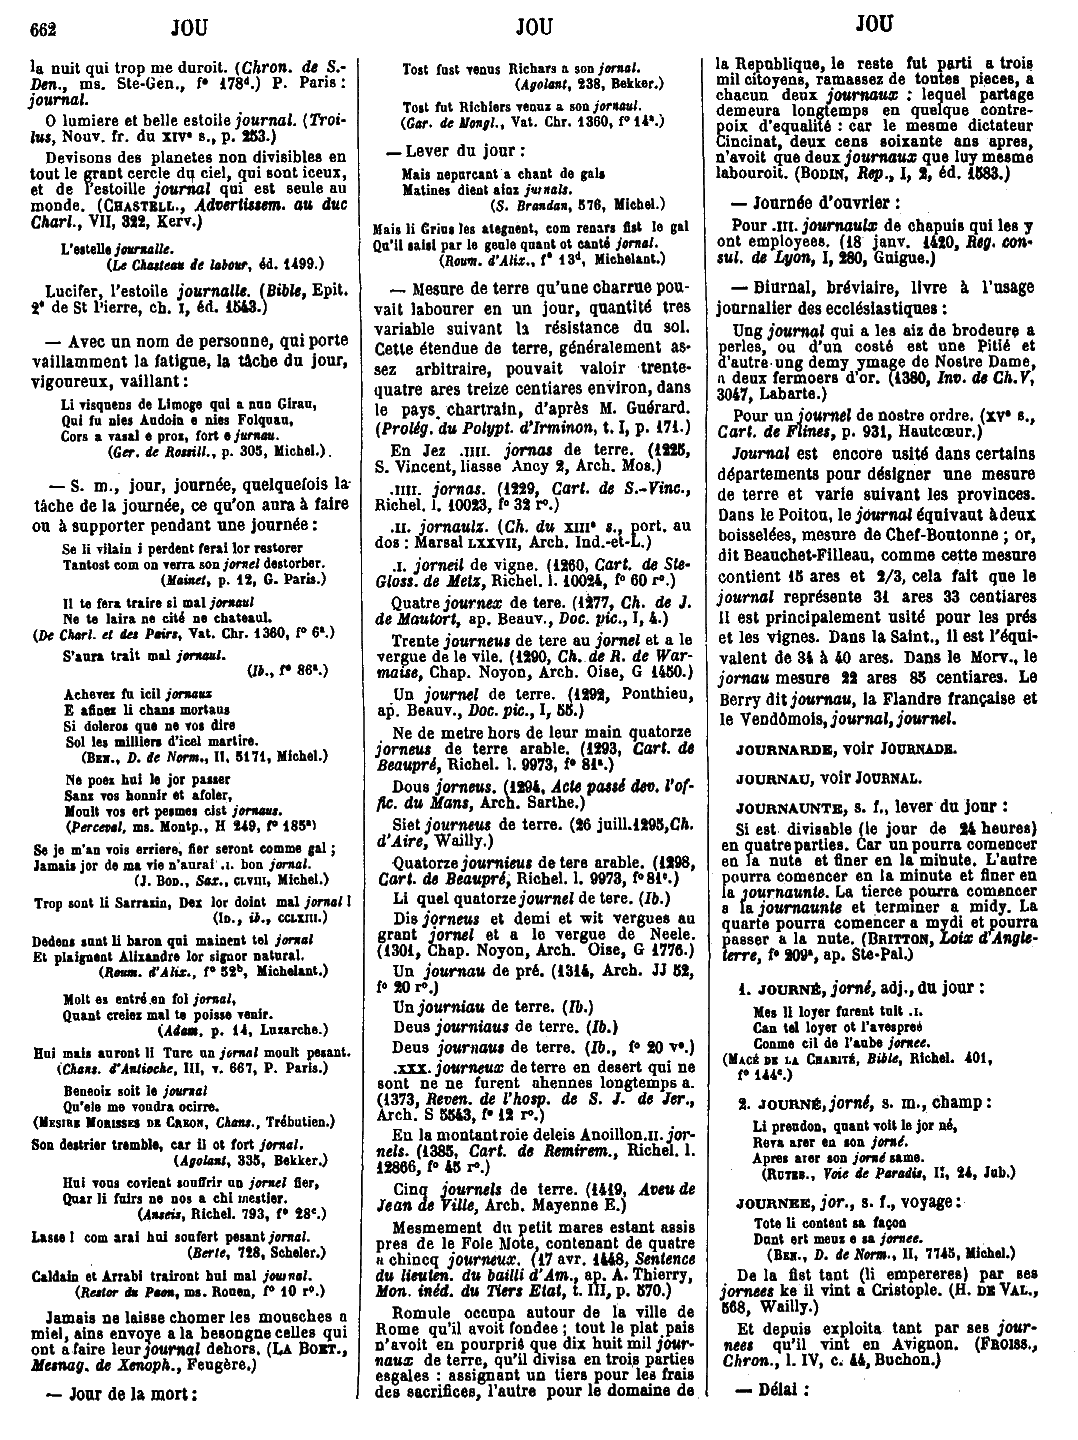 662 JOU JOU JOU
la nuit qui trop me duroit. (Chron. de S.-
Den., ms. Ste-Gen., f° 178d.) P. Paris :
journal.
O lumiere et belle estoile journal. (Troi-
lus, Nouv. fr. du XIVe s., p. 253.)
Devisons des planetes non divisibles en
tout le grant cercle du ciel, qui sont iceux,
et de l'estoille journal qui est seule au
monde. (CHASTELL., Advertissem. au duc
Charl., VII, 322, Kerv.)
L'estelle journalle.
(Le Chasteau de labour, éd. 1499.)
Lucifer, l'estoile journalle. (Bible, Epit.
2e de St Pierre, ch. I, éd. 1543.)
— Avec un nom de personne, qui porte
vaillamment la fatigue, la tâche du jour,
vigoureux, vaillant :
Li visquens de Limoge qui a nun Girau,
Qui fu nies Audoin e nies Folquau,
Cors a vasal e proz, fort e jurnau.
(Ger. de Rossill., p. 305, Michel.)
— S. m., jour, journée, quelquefois la
tâche de la journée, ce qu'on aura à faire
ou à supporter pendant une journée :
Se li vilain i perdent ferai lor restorer
Tantost com on verra son jornel destorber.
(Mainet, p. 12, G. Paris.)
Il te fera traire si mal jornaul
Ne te laira ne cité ne chateaul.
(De Charl. et des Pairs, Vat. Chr. 1360, f° 6a.)
S'aura trait mal jornaul.
(Ib., f° 86a.)
Achevez fu icil jornaux
E afinez li chans mortaus
Si doleros que ne vos dire
Sol les milliers d'icel martire.
(BEN., D. de Norm., II, 5171, Michel.)
Ne poez hui le jor passer
Sanz vos honnir et afoler,
Moult vos ert pesmes cist jornaus.
(Perceval, ms. Montp., H 249, f° 185a)
Se je m'an vois erriere, fier seront comme gal ;
Jamais jor de ma vie n'aurai .I. bon jornal.
(J. BOD., Sax., CLVIII, Michel.)
Trop sont li Sarrazin, Dex lor doint mal jornal !
(ID., ib., CCLXIII.)
Dedens sunt li baron qui mainent tel jornal
Et plaignent Alixandre lor signor natural.
(Roum. d'Alix., f° 52b, Michelant.)
Molt es entré en fol jornal,
Quant creiez mal te poisse venir.
(Adam, p. 14, Luzarche.)
Hui mais auront li Turc un jornal moult pesant.
(Chans. d'Antioche, III, v. 667, P. Paris.)
Beneoiz soit le journal
Qu'ele me voudra ocirre.
(MESIRE MORISSES DE CREON, Chans., Trébutien.)
Son destrier tremble, car il ot fort jornal.
(Agolant, 335, Bekker.)
Hui vous covient souffrir un jornel fier,
Quar li fuirs ne nos a chi mestier.
(Anseis, Richel. 793, f° 28c.)
Lasse ! com arai hui soufert pesant jornal.
(Berte, 728, Scheler.)
Caldain et Arrabi trairont hui mal journal.
(Restor du Paon, ms. Rouen, f° 10 r°.)
Jamais ne laisse chomer les mousches a
miel, ains envoye a la besongne celles qui
ont a faire leur journal dehors. (LA BOET.,
Mesnag. de Xenoph., Feugère.)
— Jour de la mort :
Tost fust venus Richars a son jornal.
(Agolant, 238, Bekker.)
Tost fut Richiers venuz a son jornaul.
(Gar. de Mongl., Vat. Chr. 1360, f° 14a.)
— Lever du jour :
Mais nepurcant a chant de gals
Matines dient ainz jurnals.
(S. Brandan, 576, Michel.)
Mais li Grius les ategnent, com renars fist le gal
Qu'il saisi par le geule quant ot canté jornal.
(Roum. d'Alix., f° 13d, Michelant.)
— Mesure de terre qu'une charrue pou-
vait labourer en un jour, quantité tres
variable suivant la résistance du sol.
Cette étendue de terre, généralement as-
sez arbitraire, pouvait valoir trente-
quatre ares treize centiares environ, dans
le pays chartrain, d'après M. Guérard.
(Prolég. du Polypt. d'Irminon, t. I, p. 171.)
En Jez .IIII. jornas de terre. (1225,
S. Vincent, liasse Ancy 2, Arch. Mos.)
.IIII. jornas. (1229, Cart. de S.-Vinc.,
Richel. l. 10023, f° 32 r°.)
.II. jornaulz. (Ch. du XIIIe s., port. au
dos : Marsal LXXVII, Arch. Ind.-et-L.)
.I. jorneil de vigne. (1260, Cart. de Ste-
Gloss. de Metz, Richel. l. 10024, f° 60 r°.)
Quatre journex de tere. (1277, Ch. de J.
de Mautort, ap. Beauv., Doc. pic., I, 4.)
Trente journeus de tere au jornel et a le
vergue de le vile. (1290, Ch. de R. de War-
maise, Chap. Noyon, Arch. Oise, G 1450.)
Un journel de terre. (1292, Ponthieu,
ap. Beauv., Doc. pic., I, 55.)
Ne de metre hors de leur main quatorze
jorneus de terre arable. (1293, Cart. de
Beaupré, Richel. l. 9973, f° 81a.)
Dous jorneus. (1294, Acte passé dev. l'of-
fic. du Mans, Arch. Sarthe.)
Siet journeus de terre. (26 juill. 1295, Ch.
d'Aire, Wailly.)
Quatorze journieus de tere arable. (1298,
Cart. de Beaupré, Richel. l. 9973, f° 81c.)
Li quel quatorze journel de tere. (Ib.)
Dis jorneus et demi et wit vergues au
grant jornel et a le vergue de Neele.
(1301, Chap. Noyon, Arch. Oise, G 1776.)
Un journau de pré. (1314, Arch. JJ 52,
f° 20 r°.)
Un journiau de terre. (Ib.)
Deus journiaus de terre. (Ib.)
Deus journaus de terre. (Ib., f° 20 v°.)
.XXX. journeux de terre en desert qui ne
sont ne ne furent ahennes longtemps a.
(1373, Reven. de l'hosp. de S. J. de Jer.,
Arch. S 5543, f° 12 r°.)
En la montantroie deleis Anoillon .II. jor-
nels. (1385, Cart. de Remirem., Richel. l.
12866, f° 45 r°.)
Cinq journels de terre. (1419, Aveu de
Jean de Ville, Arch. Mayenne E.)
Mesmement du petit mares estant assis
pres de le Fole Mote, contenant de quatre
a chincq journeux. (17 avr. 1448, Sentence
du lieuten. du bailli d'Am., ap. A. Thierry,
Mon. inéd. du Tiers Etat, t. III, p. 570.)
Romule occupa autour de la ville de
Rome qu'il avoit fondee ; tout le plat pais
n'avoit en pourpris que dix huit mil jour-
naux de terre, qu'il divisa en trois parties
esgales : assignant un tiers pour les frais
des sacrifices, l'autre pour le domaine de
la Republique, le reste fut parti a trois
mil citoyens, ramassez de toutes pieces, a
chacun deux journaux : lequel partage
demeura longtemps en quelque contre-
poix d'equalité : car le mesme dictateur
Cincinat, deux cens soixante ans apres,
n'avoit que deux journaux que luy mesme
labouroit. (BODIN, Rep., I, 2, éd. 1583.)
— Journée d'ouvrier :
Pour .III. journaulx de chapuis qui les y
ont employees. (18 janv. 1420, Reg. con-
sul. de Lyon, I, 280, Guigue.)
— Diurnal, bréviaire, livre à l'usage
journalier des ecclésiastiques :
Ung journal qui a les aiz de brodeure a
perles, ou d'un costé est une Pitié et
d'autre ung demy ymage de Nostre Dame,
a deux fermoers d'or. (1380, Inv. de Ch. V,
3047, Labarte.)
Pour un journel de nostre ordre. (XVe s.,
Cart. de Flines, p. 931, Hautcœur.)
Journal est encore usité dans certains
départements pour désigner une mesure
de terre et varie suivant les provinces.
Dans le Poitou, le journal équivaut à deux
boisselées, mesure de Chef-Boutonne ; or,
dit Beauchet-Filleau, comme cette mesure
contient 15 ares et 2/3, cela fait que le
journal représente 31 ares 33 centiares
Il est principalement usité pour les prés
et les vignes. Dans la Saint., il est l'équi-
valent de 34 à 40 ares. Dans le Morv., le
jornau mesure 22 ares 85 centiares. Le
Berry dit journau, la Flandre française et
le Vendômois, journal, journel.
JOURNARDE, voir JOURNADE.
JOURNAU, voir JOURNAL.
JOURNAUNTE, s. f., lever du jour :
Si est divisable (le jour de 24 heures)
en quatre parties. Car un pourra comencer
en la nute et finer en la minute. L'autre
pourra comencer en la minute et finer en
la journaunte. La tierce pourra comencer
a la journaunte et terminer a midy. La
quarte pourra comencer a mydi et pourra
passer a la nute. (BRITTON, Loix d'Angle-
terre, f° 209a, ap. Ste-Pal.)
1. JOURNÉ, jorné, adj., du jour :
Mes li loyer furent tuit .I.
Can tel loyer ot l'avespreé
Conme cil de l'aube jornee.
(MACÉ DE LA CHARITÉ, Bible, Richel. 401,
f° 144c.)
2. JOURNÉ, jorné, s. m., champ :
Li preudon, quant voit le jor né,
Reva arer en son jorné.
Apres arer son jorné same.
(RUTEB., Voie de Paradis, II, 24, Jub.)
JOURNEE, jor., s. f., voyage :
Tote li content sa façon
Dunt ert meuz e sa jornee.
(BEN., D. de Norm., II, 7745, Michel.)
De la fist tant (li empereres) par ses
jornees ke il vint a Cristople. (H. DE VAL.,
568, Wailly.)
Et depuis exploita tant par ses jour-
nees qu'il vint en Avignon. (FROISS.,
Chron., l. IV, c. 44, Buchon.)
— Délai :